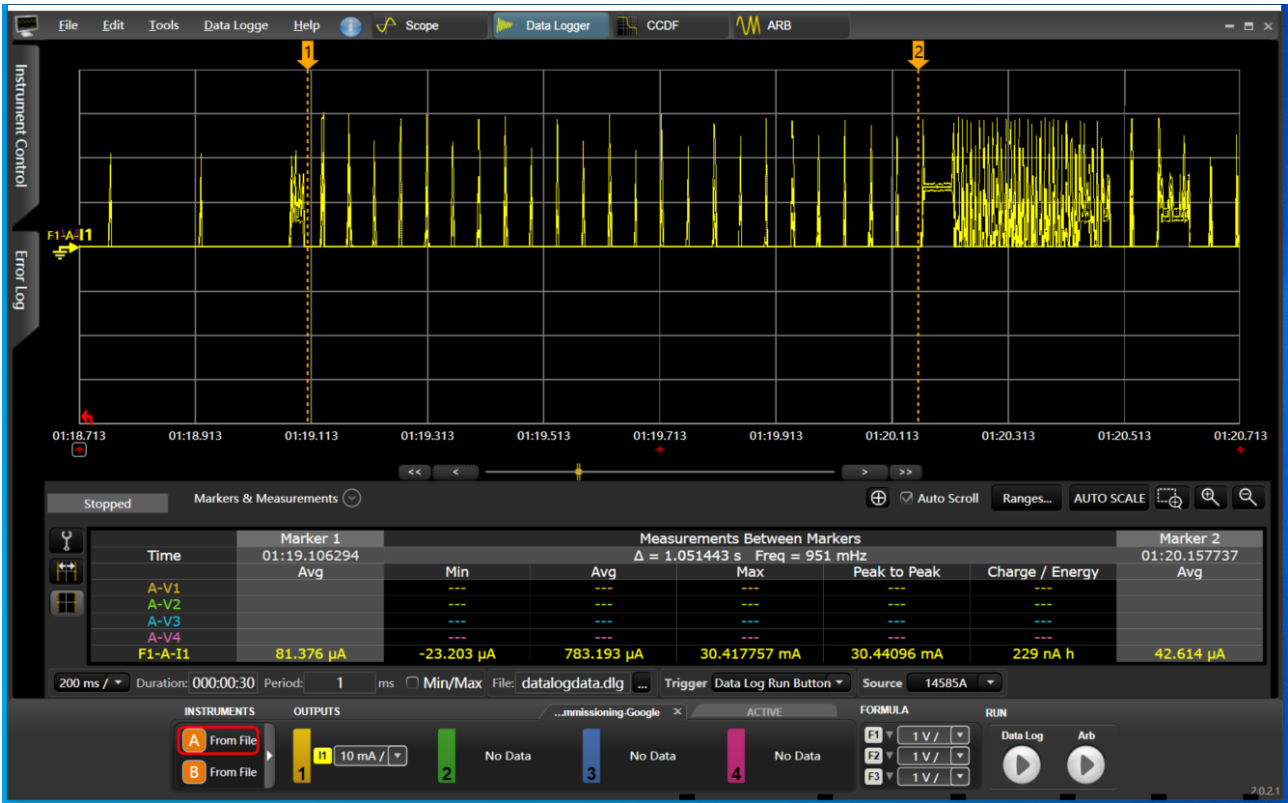 File Edit Tools Data Logge Help i Scope Data Logger CCDF ARB
Instrument Control
Error Log
1 2
F1-A-I1
01:18.713 01:18.913 01:19.113 01:19.313 01:19.513 01:19.713 01:19.913 01:20.113 01:20.313 01:20.513 01:20.713
<< < > >>
Stopped Markers & Measurements Auto Scroll Ranges... AUTO SCALE
Marker 1 Measurements Between Markers Marker 2
Time 01:19.106294 Δ = 1.051443 s Freq = 951 mHz 01:20.157737
Avg Min Avg Max Peak to Peak Charge / Energy Avg
A-V1 --- --- --- --- ---
A-V2 --- --- --- --- ---
A-V3 --- --- --- --- ---
A-V4 --- --- --- --- ---
F1-A-I1 81.376 µA -23.203 µA 783.193 µA 30.417757 mA 30.44096 mA 229 nA h 42.614 µA
200 ms / Duration: 000:00:30 Period: 1 ms Min/Max File: datalogdata.dlg ... Trigger Data Log Run Button Source 14585A
INSTRUMENTS OUTPUTS ...mmissioning-Google × ACTIVE FORMULA RUN
A From File 1 I1 10 mA / 2 No Data 3 No Data 4 No Data F1 1 V / Data Log Arb
F2 1 V /
B From File F3 1 V /
2.0.2.1